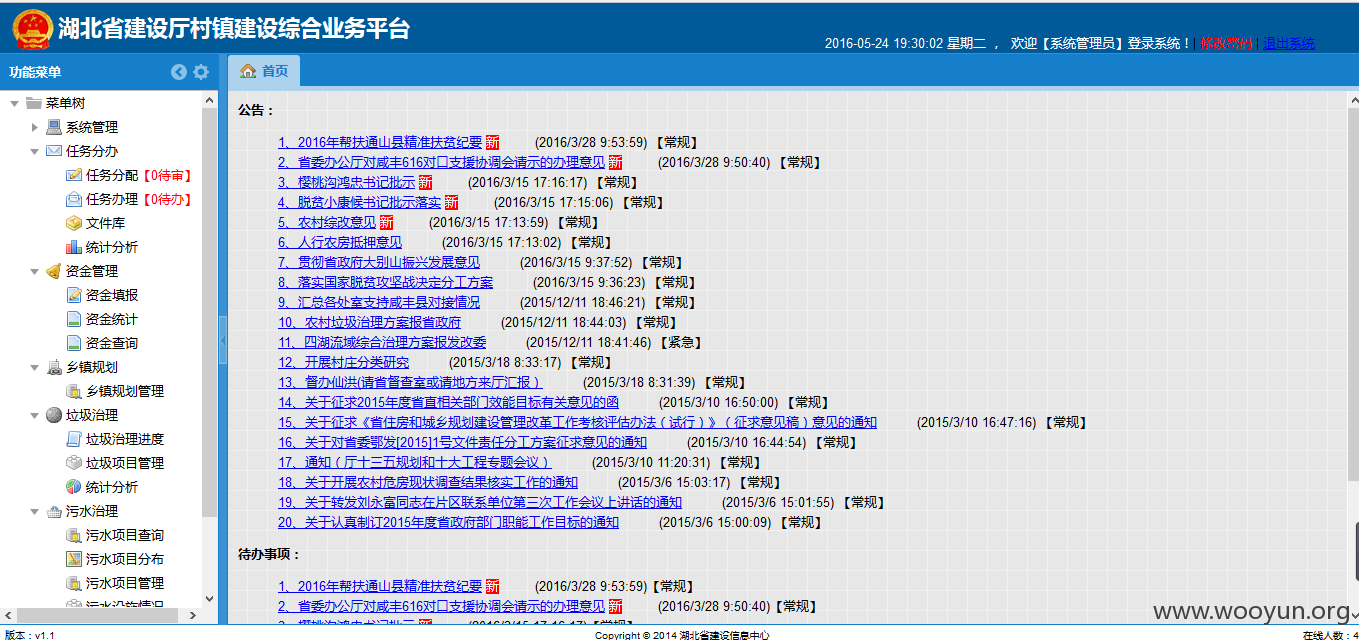 湖北省建设厅村镇建设综合业务平台
2016-05-24 19:30:02 星期二 ， 欢迎【系统管理员】登录系统！| 修改密码 | 退出系统
功能菜单
首页
菜单树
系统管理
任务分办
任务分配【0待审】
任务办理【0待办】
文件库
统计分析
资金管理
资金填报
资金统计
资金查询
乡镇规划
乡镇规划管理
垃圾治理
垃圾治理进度
垃圾项目管理
统计分析
污水治理
污水项目查询
污水项目分布
污水项目管理
污水设施情况
公告：
1、2016年帮扶通山县精准扶贫纪要 新 (2016/3/28 9:53:59) 【常规】
2、省委办公厅对咸丰616对口支援协调会请示的办理意见 新 (2016/3/28 9:50:40) 【常规】
3、樱桃沟鸿忠书记批示 新 (2016/3/15 17:16:17) 【常规】
4、脱贫小康候书记批示落实 新 (2016/3/15 17:15:06) 【常规】
5、农村综改意见 新 (2016/3/15 17:13:59) 【常规】
6、人行农房抵押意见 (2016/3/15 17:13:02) 【常规】
7、贯彻省政府大别山振兴发展意见 (2016/3/15 9:37:52) 【常规】
8、落实国家脱贫攻坚战决定分工方案 (2016/3/15 9:36:23) 【常规】
9、汇总各处室支持咸丰县对接情况 (2015/12/11 18:46:21) 【常规】
10、农村垃圾治理方案报省政府 (2015/12/11 18:44:03) 【常规】
11、四湖流域综合治理方案报发改委 (2015/12/11 18:41:46) 【紧急】
12、开展村庄分类研究 (2015/3/18 8:33:17) 【常规】
13、督办仙洪(请省督查室或请地方来厅汇报） (2015/3/18 8:31:39) 【常规】
14、关于征求2015年度省直相关部门效能目标有关意见的函 (2015/3/10 16:50:00) 【常规】
15、关于征求《省住房和城乡规划建设管理改革工作考核评估办法（试行）》（征求意见稿）意见的通知 (2015/3/10 16:47:16) 【常规】
16、关于对省委鄂发[2015]1号文件责任分工方案征求意见的通知 (2015/3/10 16:44:54) 【常规】
17、通知（厅十三五规划和十大工程专题会议） (2015/3/10 11:20:31) 【常规】
18、关于开展农村危房现状调查结果核实工作的通知 (2015/3/6 15:03:17) 【常规】
19、关于转发刘永富同志在片区联系单位第三次工作会议上讲话的通知 (2015/3/6 15:01:55) 【常规】
20、关于认真制订2015年度省政府部门职能工作目标的通知 (2015/3/6 15:00:09) 【常规】
待办事项：
1、2016年帮扶通山县精准扶贫纪要 新 (2016/3/28 9:53:59) 【常规】
2、省委办公厅对咸丰616对口支援协调会请示的办理意见 新 (2016/3/28 9:50:40) 【常规】
3、樱桃沟鸿忠书记批示 新 (2016/3/15 17:16:17) 【常规】
www.wooyun.org
版本：v1.1
Copyright © 2014 湖北省建设信息中心
在线人数：4